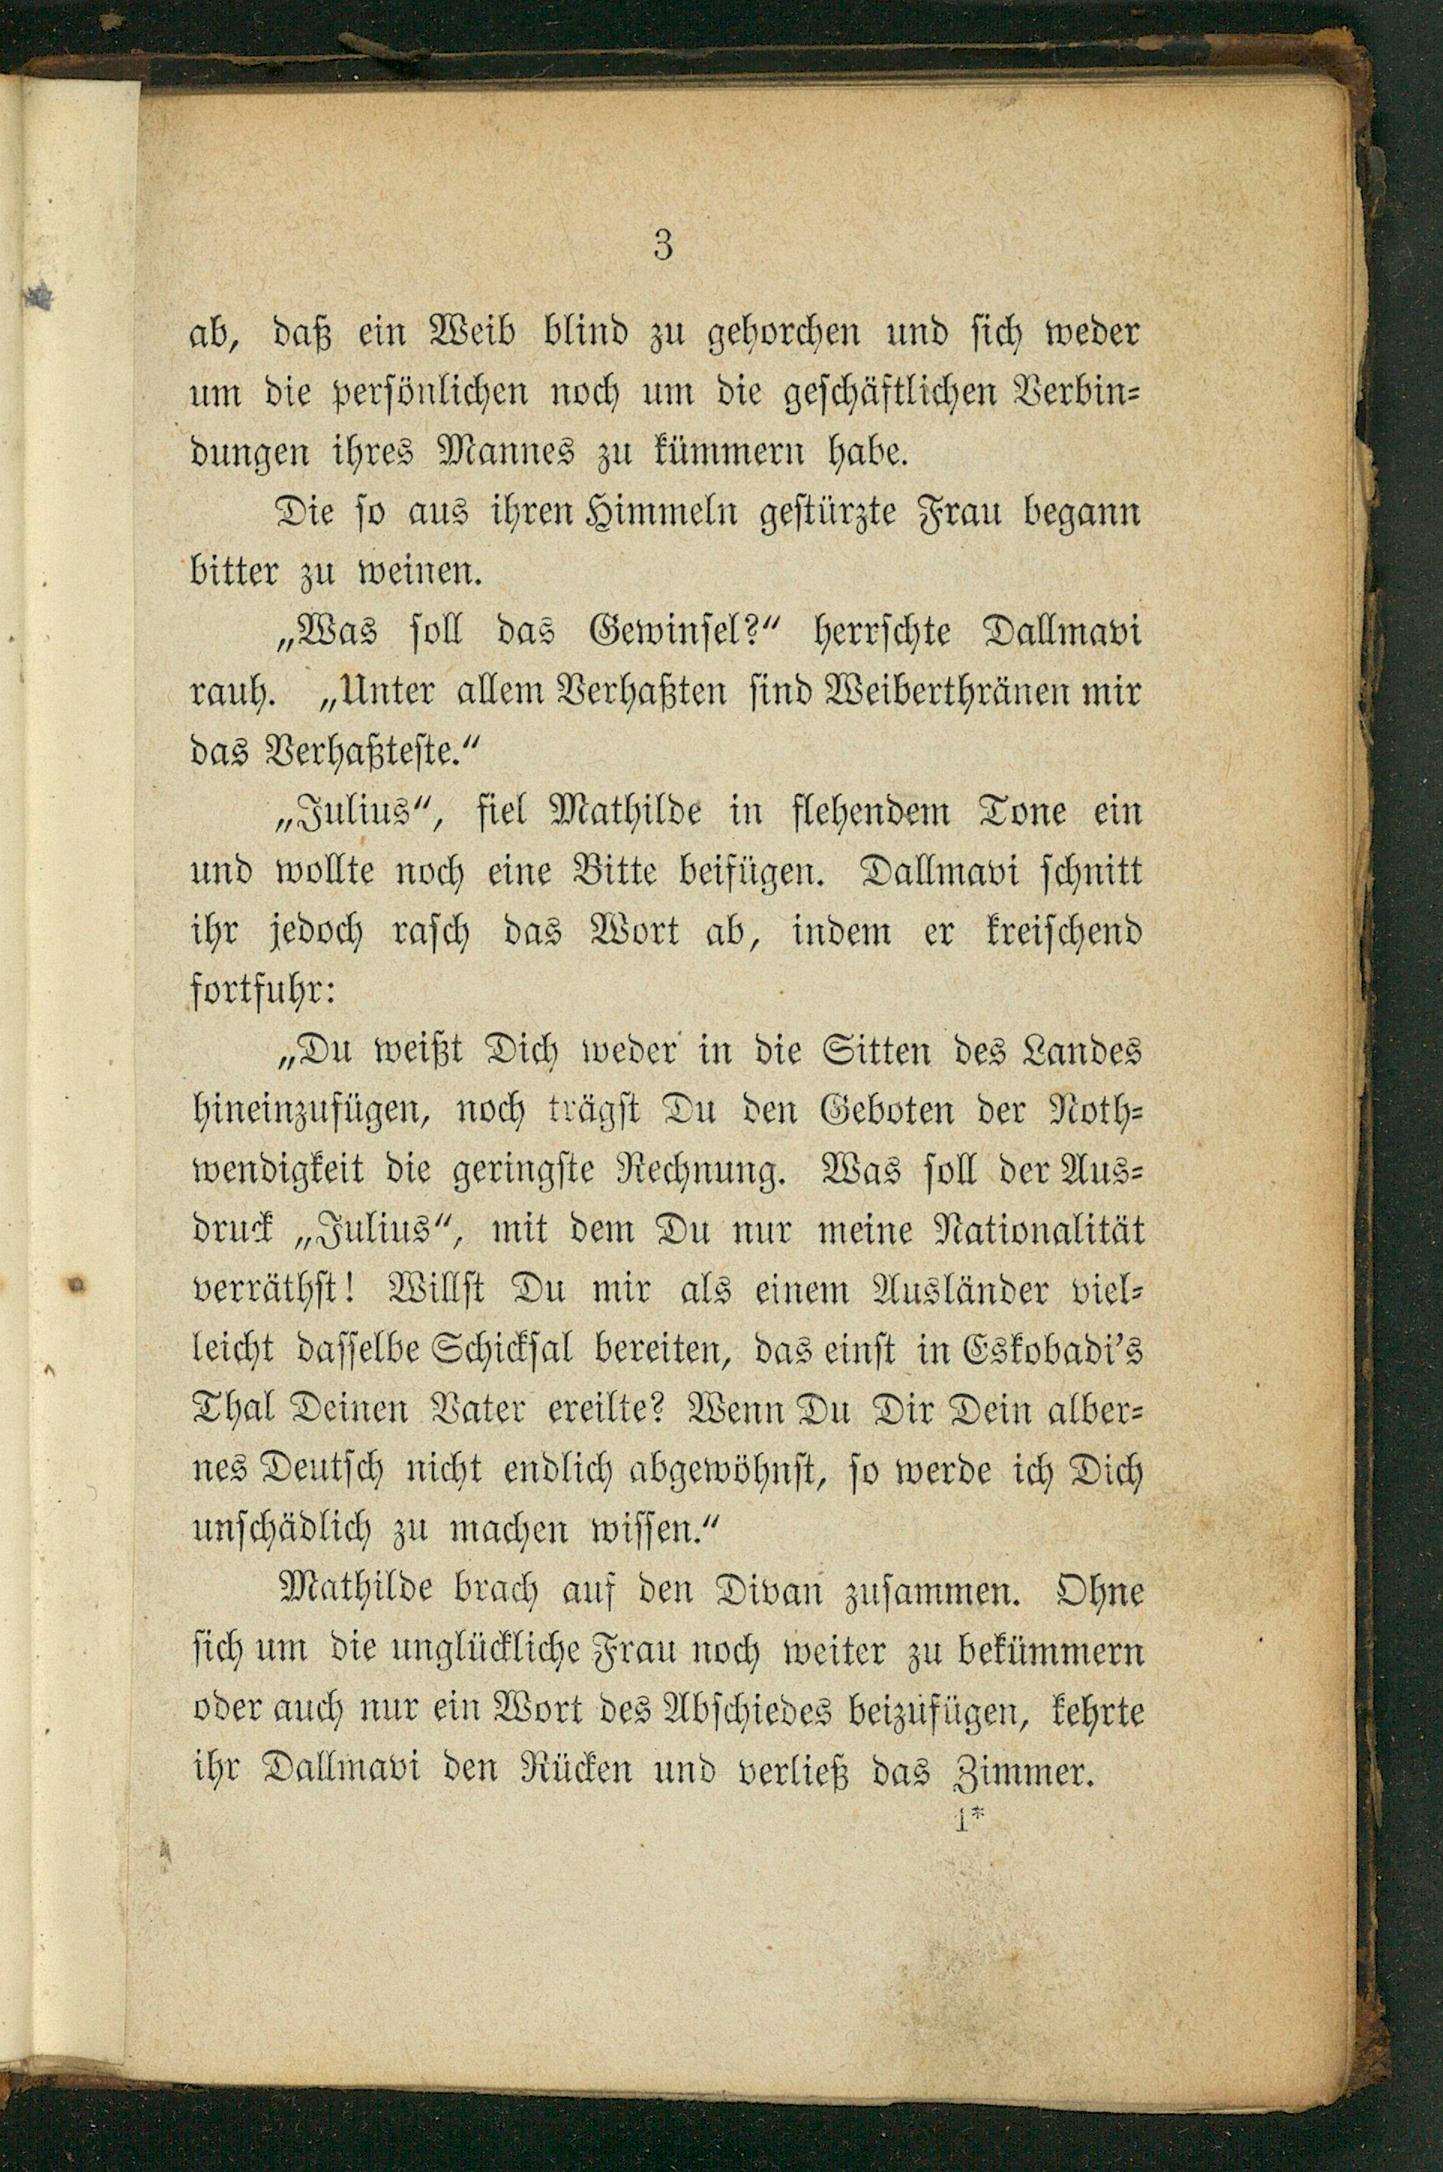 3
ab, daß ein Weib blind zu gehorchen und sich weder
um die persönlichen noch um die geschäftlichen Verbin-
dungen ihres Mannes zu kümmern habe.
Die so aus ihren Himmeln gestürzte Frau begann
bitter zu weinen.
„Was soll das Gewinsel?“ herrschte Dallmavi
rauh. „Unter allem Verhaßten sind Weiberthränen mir
das Verhaßteste.“
„Julius“, fiel Mathilde in flehendem Tone ein
und wollte noch eine Bitte beifügen. Dallmavi schnitt
ihr jedoch rasch das Wort ab, indem er kreischend
fortfuhr:
„Du weißt Dich weder in die Sitten des Landes
hineinzufügen, noch trägst Du den Geboten der Noth-
wendigkeit die geringste Rechnung. Was soll der Aus-
druck „Julius“, mit dem Du nur meine Nationalität
verräthst! Willst Du mir als einem Ausländer viel-
leicht dasselbe Schicksal bereiten, das einst in Eskobadi’s
Thal Deinen Vater ereilte? Wenn Du Dir Dein alber-
nes Deutsch nicht endlich abgewöhnst, so werde ich Dich
unschädlich zu machen wissen.“
Mathilde brach auf den Divan zusammen. Ohne
sich um die unglückliche Frau noch weiter zu bekümmern
oder auch nur ein Wort des Abschiedes beizufügen, kehrte
ihr Dallmavi den Rücken und verließ das Zimmer.
1*